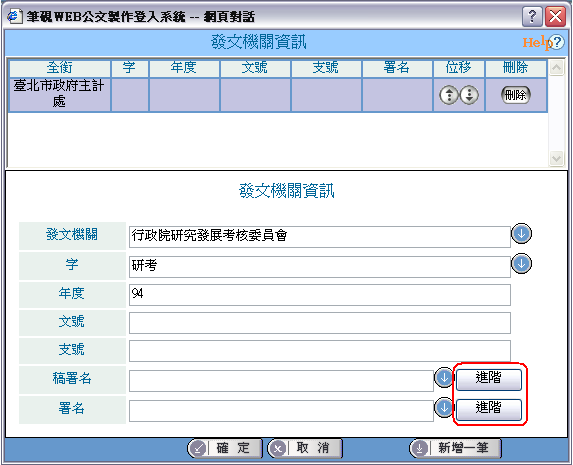 筆硯WEB公文製作登入系統 -- 網頁對話
發文機關資訊
Help?
全銜 字 年度 文號 支號 署名 位移 刪除
臺北市政府主計處 刪除
發文機關資訊
發文機關 行政院研究發展考核委員會
字 研考
年度 94
文號
支號
稿署名 進階
署名 進階
確 定 取 消 新增一筆